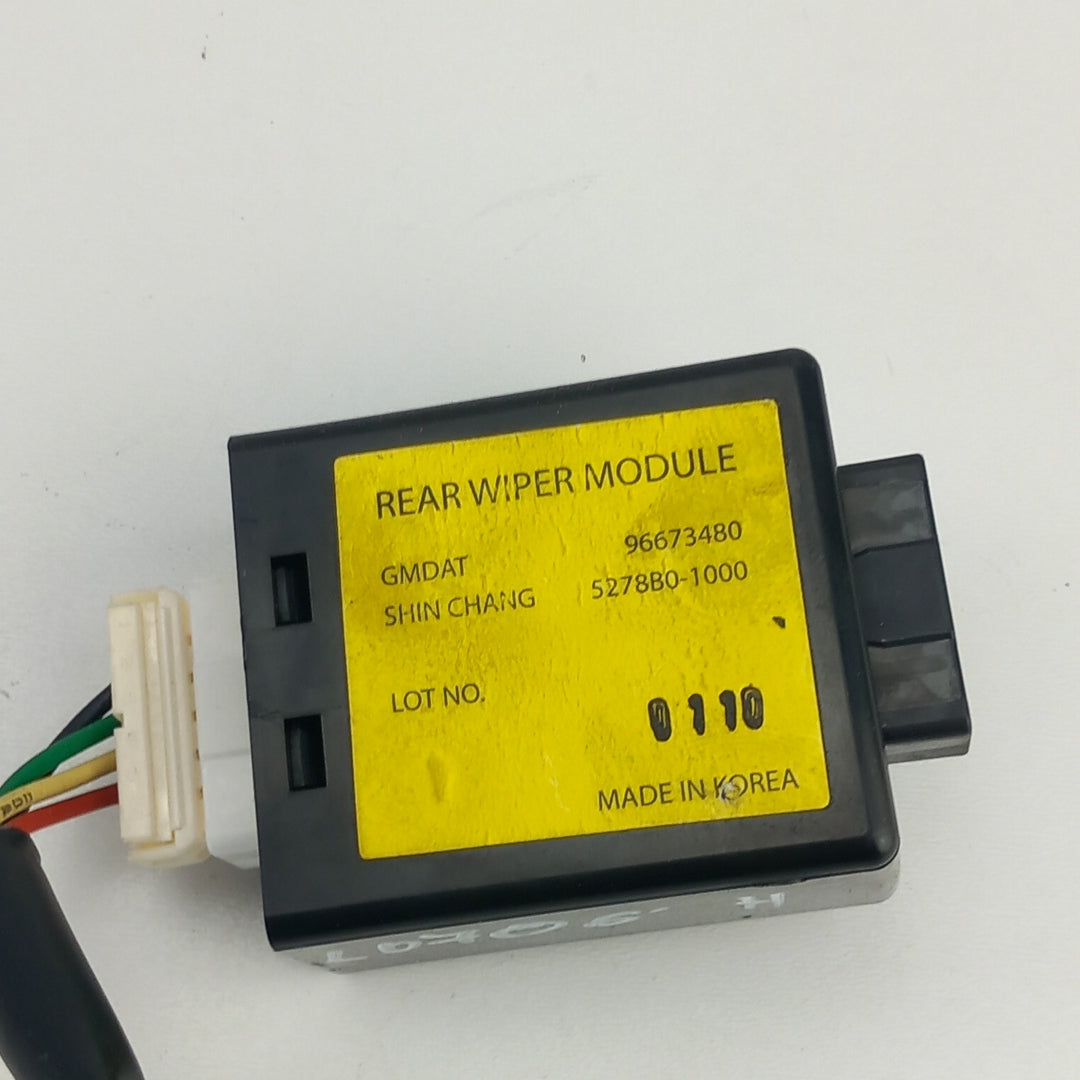 REAR WIPER MODULE
GMDAT 96673480
SHIN CHANG 5278B0-1000
LOT NO. 0110
MADE IN KOREA